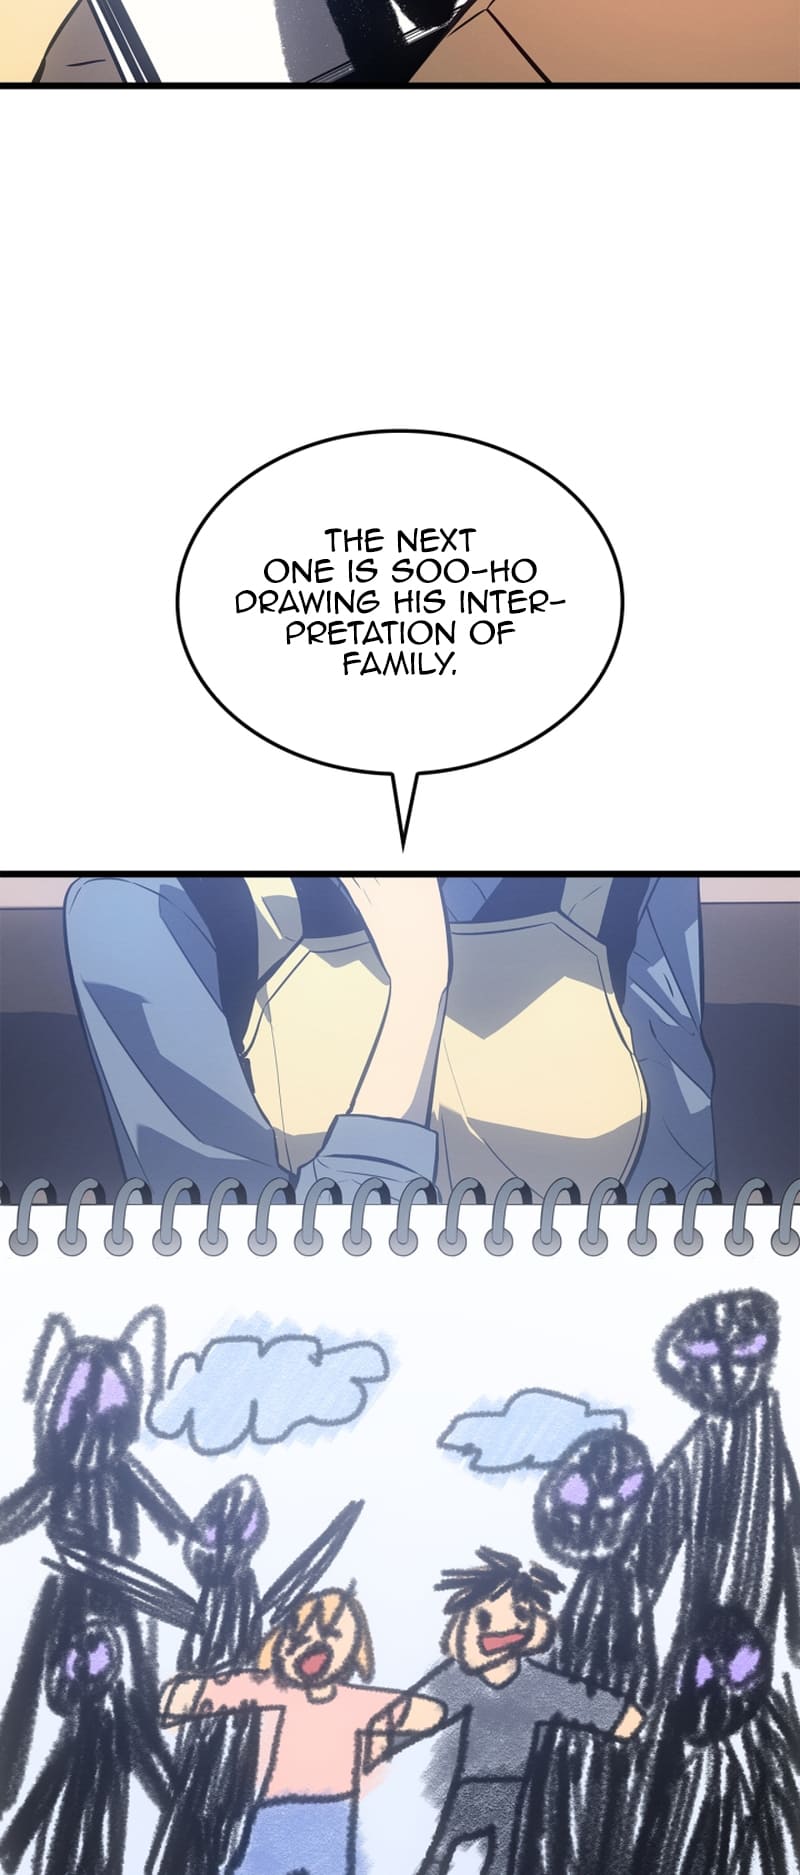 THE NEXT
ONE IS SOO-HO
DRAWING HIS INTER-
PRETATION OF
FAMILY.